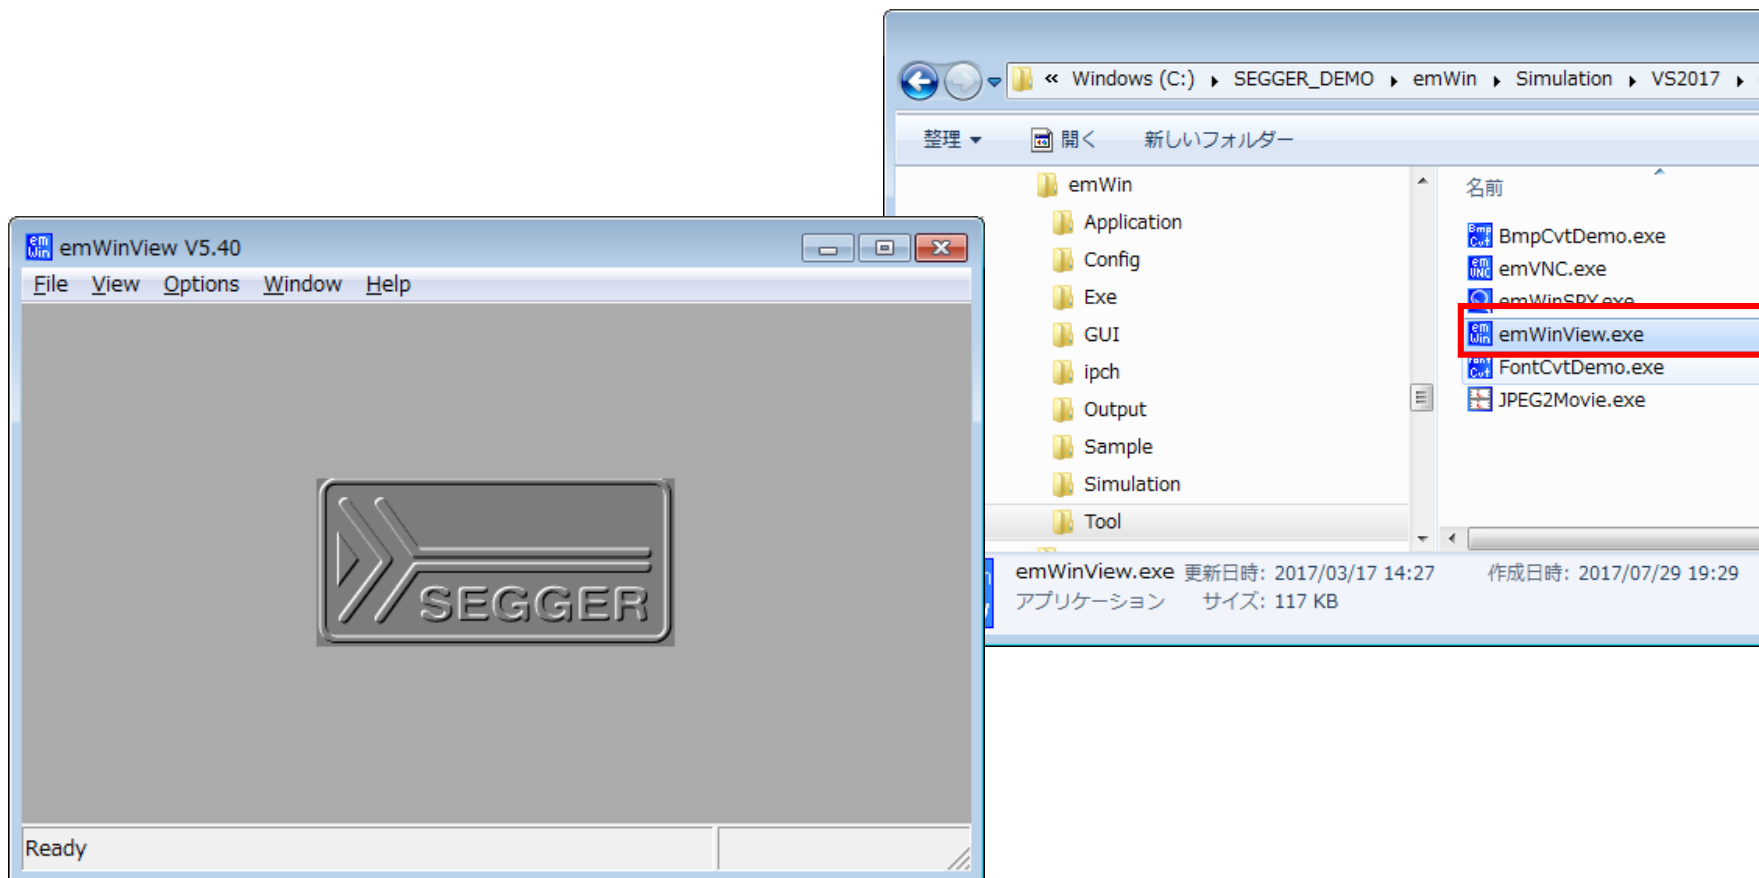 « Windows (C:) SEGGER_DEMO emWin Simulation VS2017
整理 開く 新しいフォルダー
emWin
Application
Config
Exe
GUI
ipch
Output
Sample
Simulation
Tool
名前
BmpCvtDemo.exe
emVNC.exe
emWinSPY.exe
emWinView.exe
FontCvtDemo.exe
JPEG2Movie.exe
emWinView.exe 更新日時: 2017/03/17 14:27 作成日時: 2017/07/29 19:29
アプリケーション サイズ: 117 KB
emWinView V5.40
File View Options Window Help
SEGGER
Ready